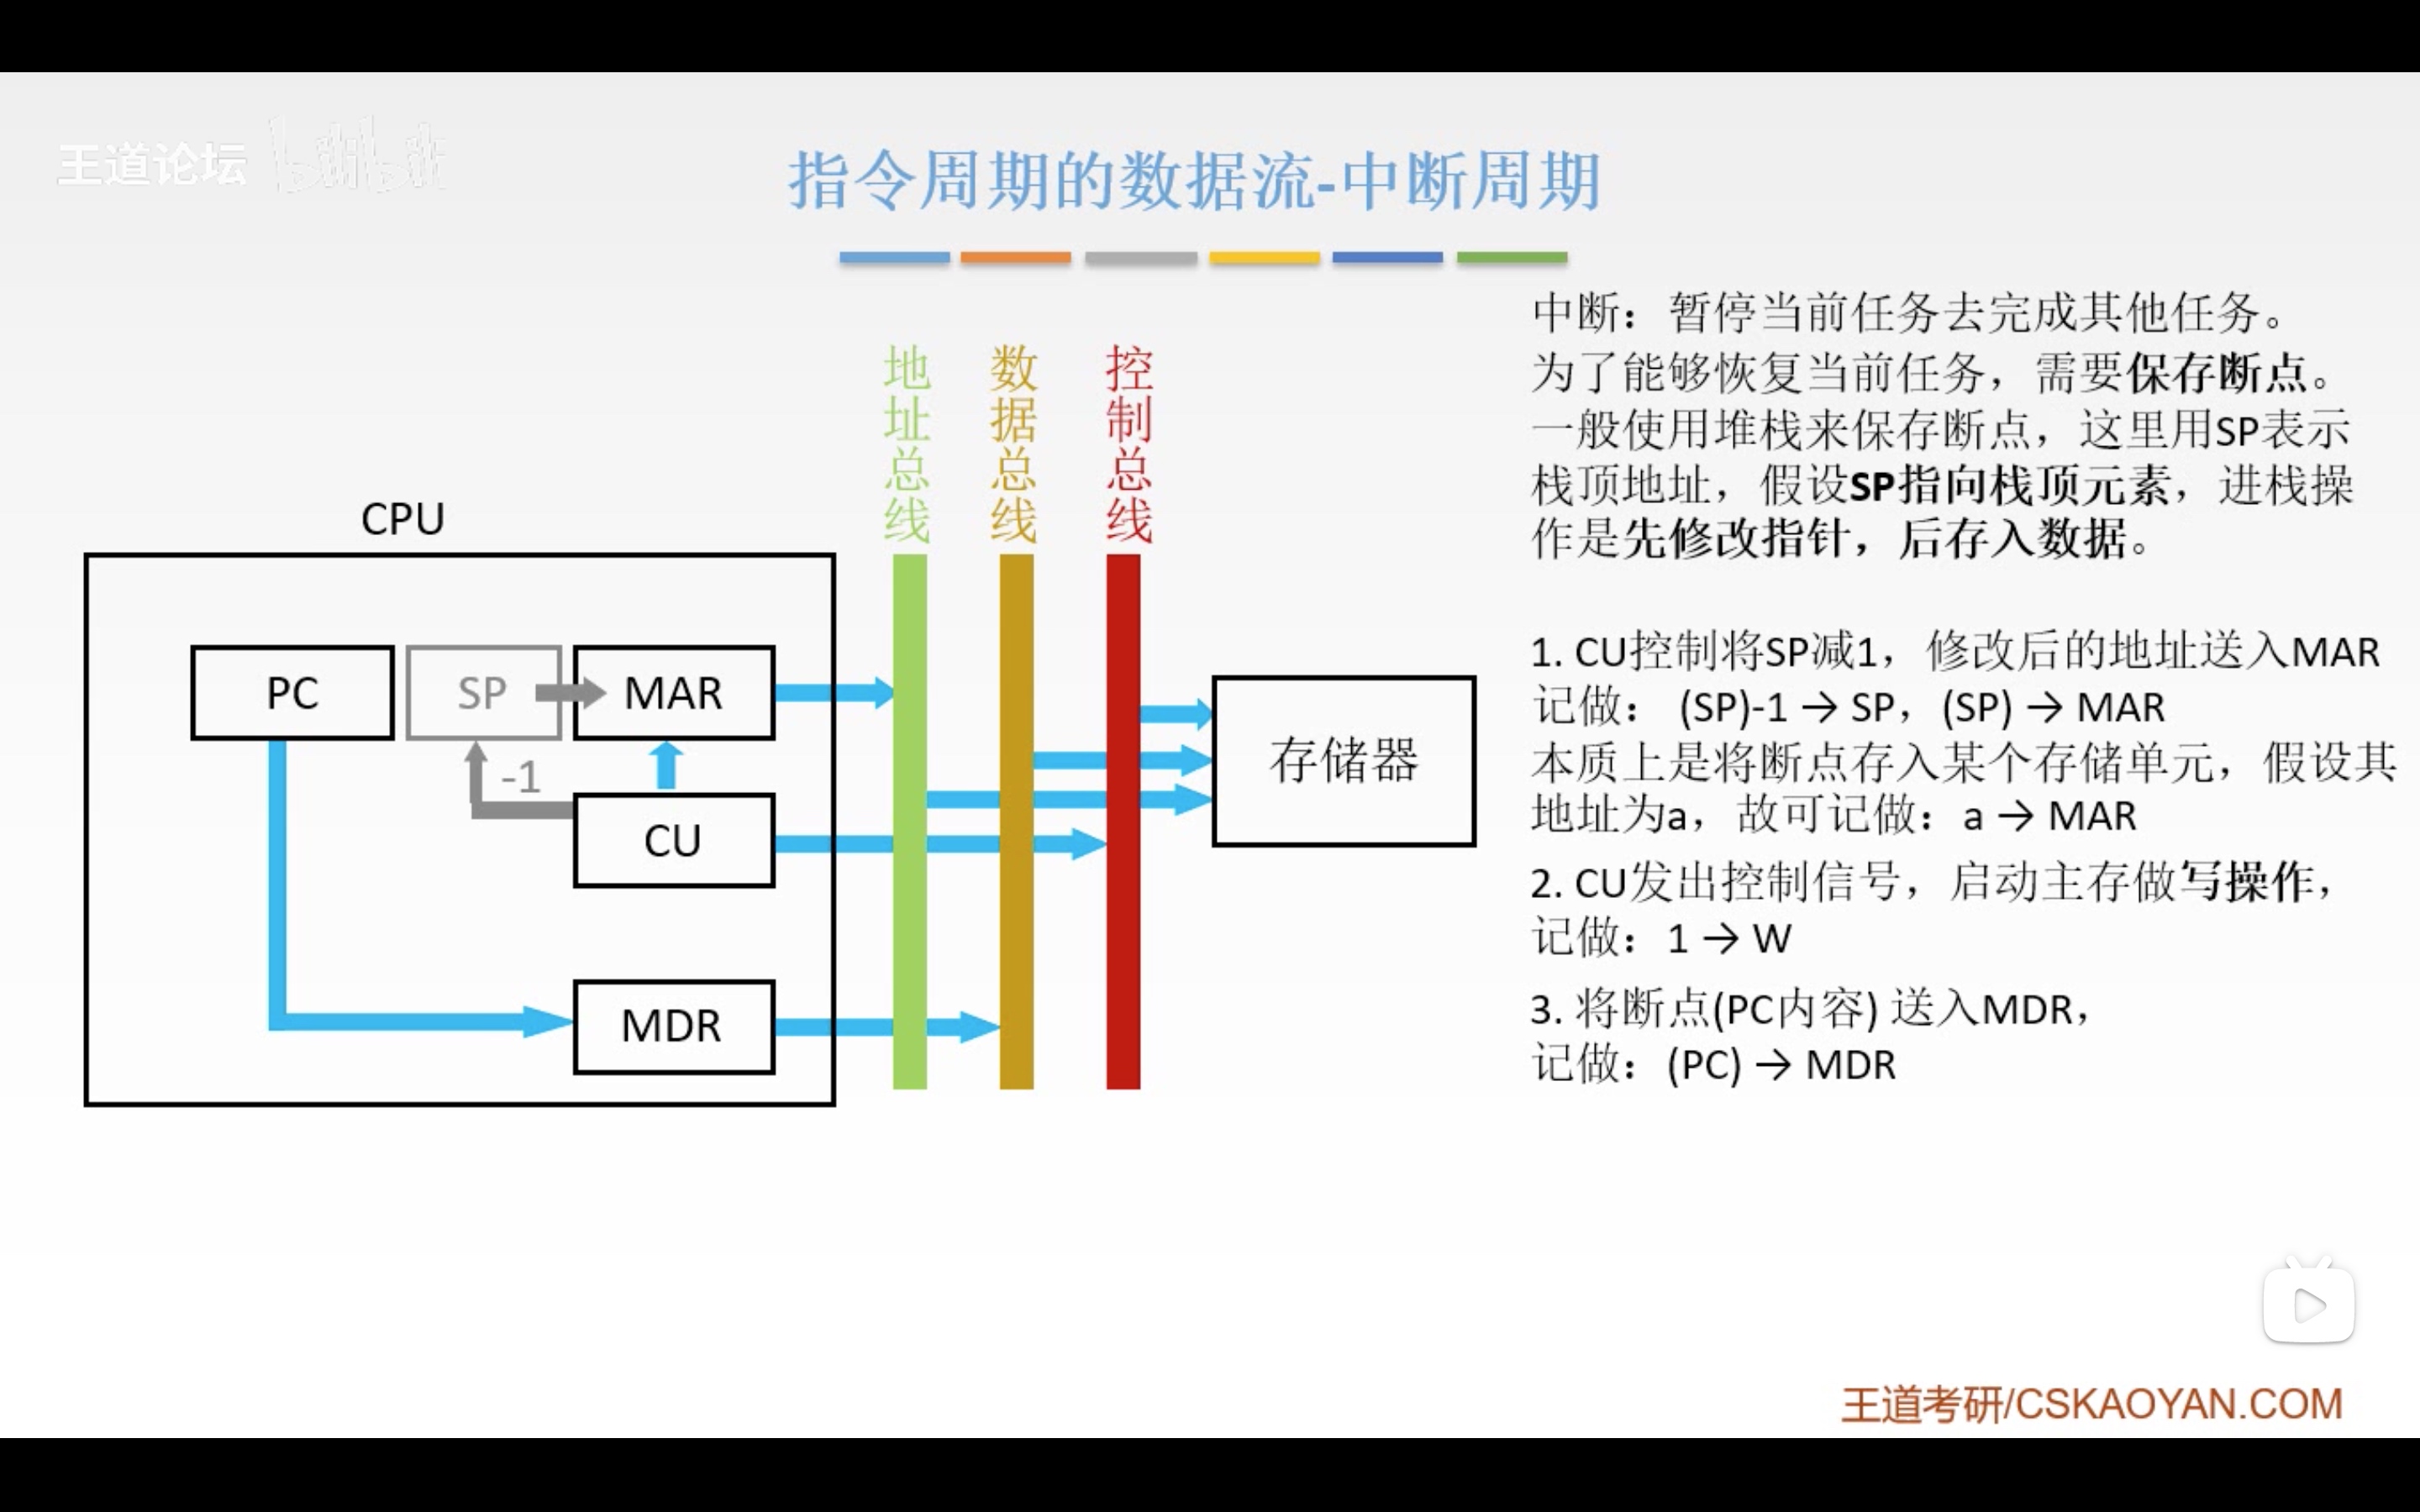 王道论坛 bilibili
指令周期的数据流-中断周期
地址总线
数据总线
控制总线
CPU
PC
SP
MAR
-1
CU
MDR
存储器
中断：暂停当前任务去完成其他任务。
为了能够恢复当前任务，需要保存断点。
一般使用堆栈来保存断点，这里用SP表示
栈顶地址，假设SP指向栈顶元素，进栈操
作是先修改指针，后存入数据。
1. CU控制将SP减1，修改后的地址送入MAR
记做： (SP)-1 → SP，(SP) → MAR
本质上是将断点存入某个存储单元，假设其
地址为a，故可记做：a → MAR
2. CU发出控制信号，启动主存做写操作，
记做：1 → W
3. 将断点(PC内容) 送入MDR，
记做：(PC) → MDR
王道考研/CSKAOYAN.COM